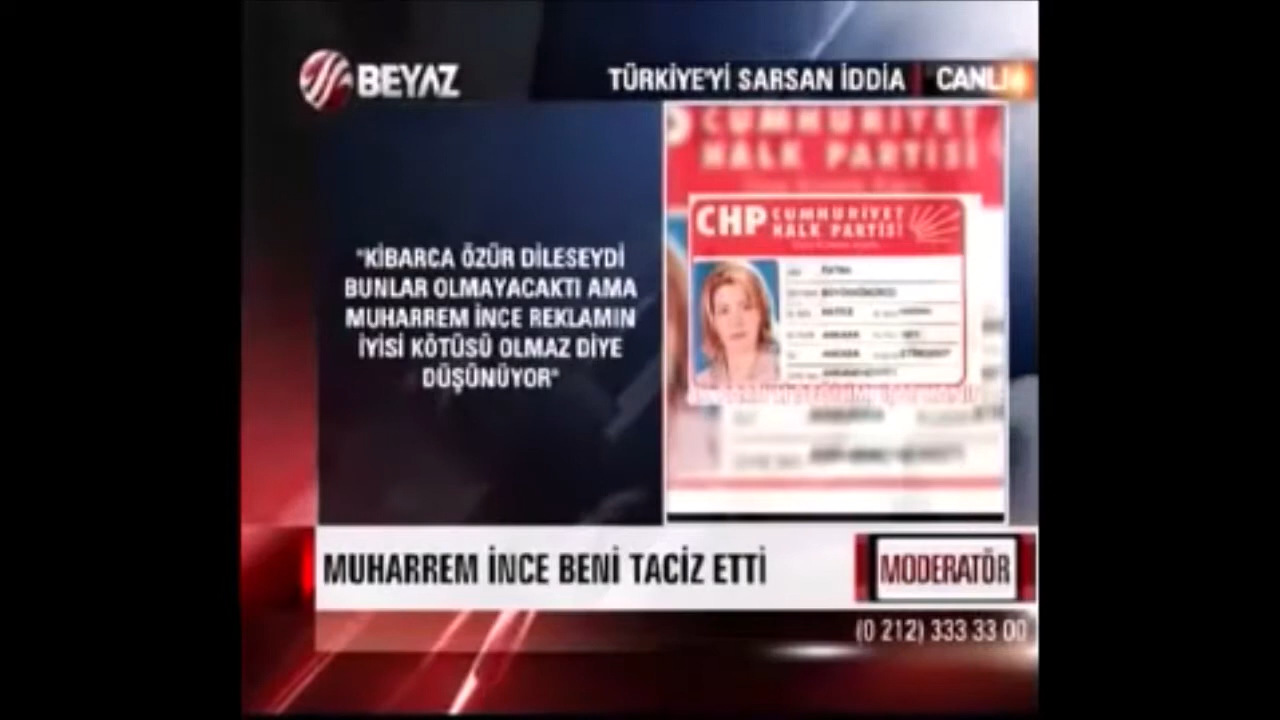 BEYAZ
TÜRKİYE'Yİ SARSAN İDDİA
CANLI
CUMHURİYET
HALK PARTİSİ
CHP CUMHURİYET
HALK PARTİSİ
"KİBARCA ÖZÜR DİLESEYDİ
BUNLAR OLMAYACAKTI AMA
MUHARREM İNCE REKLAMIN
İYİSİ KÖTÜSÜ OLMAZ DİYE
DÜŞÜNÜYOR"
MUHARREM İNCE BENİ TACİZ ETTİ
MODERATÖR
(0 212) 333 33 00